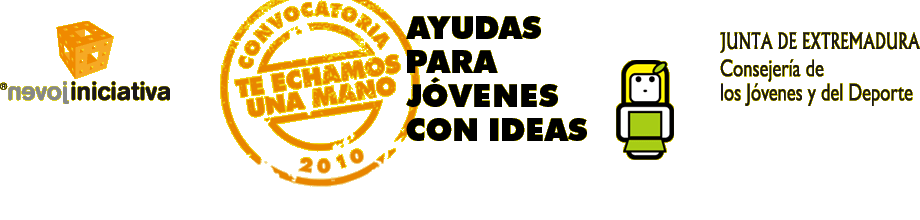 ®nevoj iniciativa
CONVOCATORIA
TE ECHAMOS
UNA MANO
2010
AYUDAS
PARA
JÓVENES
CON IDEAS
JUNTA DE EXTREMADURA
Consejería de
los Jóvenes y del Deporte